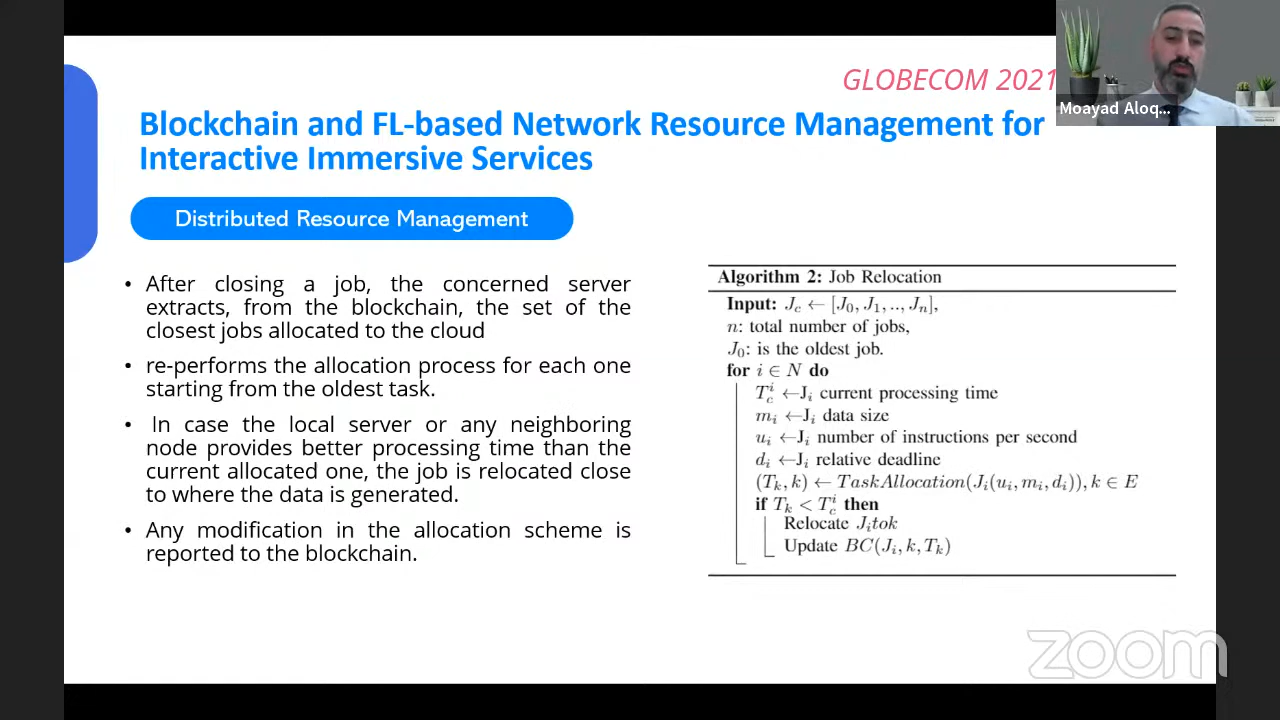 GLOBECOM 2021
Moayad Aloq...
Blockchain and FL-based Network Resource Management for
Interactive Immersive Services
Distributed Resource Management
• After closing a job, the concerned server
extracts, from the blockchain, the set of the
closest jobs allocated to the cloud
• re-performs the allocation process for each one
starting from the oldest task.
• In case the local server or any neighboring
node provides better processing time than the
current allocated one, the job is relocated close
to where the data is generated.
• Any modification in the allocation scheme is
reported to the blockchain.
Algorithm 2: Job Relocation
Input: J_c ← [J_0, J_1, .., J_n],
n: total number of jobs,
J_0: is the oldest job.
for i ∈ N do
T_c^i ←J_i current processing time
m_i ←J_i data size
u_i ←J_i number of instructions per second
d_i ←J_i relative deadline
(T_k, k) ← TaskAllocation(J_i(u_i, m_i, d_i)), k ∈ E
if T_k < T_c^i then
Relocate J_itok
Update BC(J_i, k, T_k)
zoom